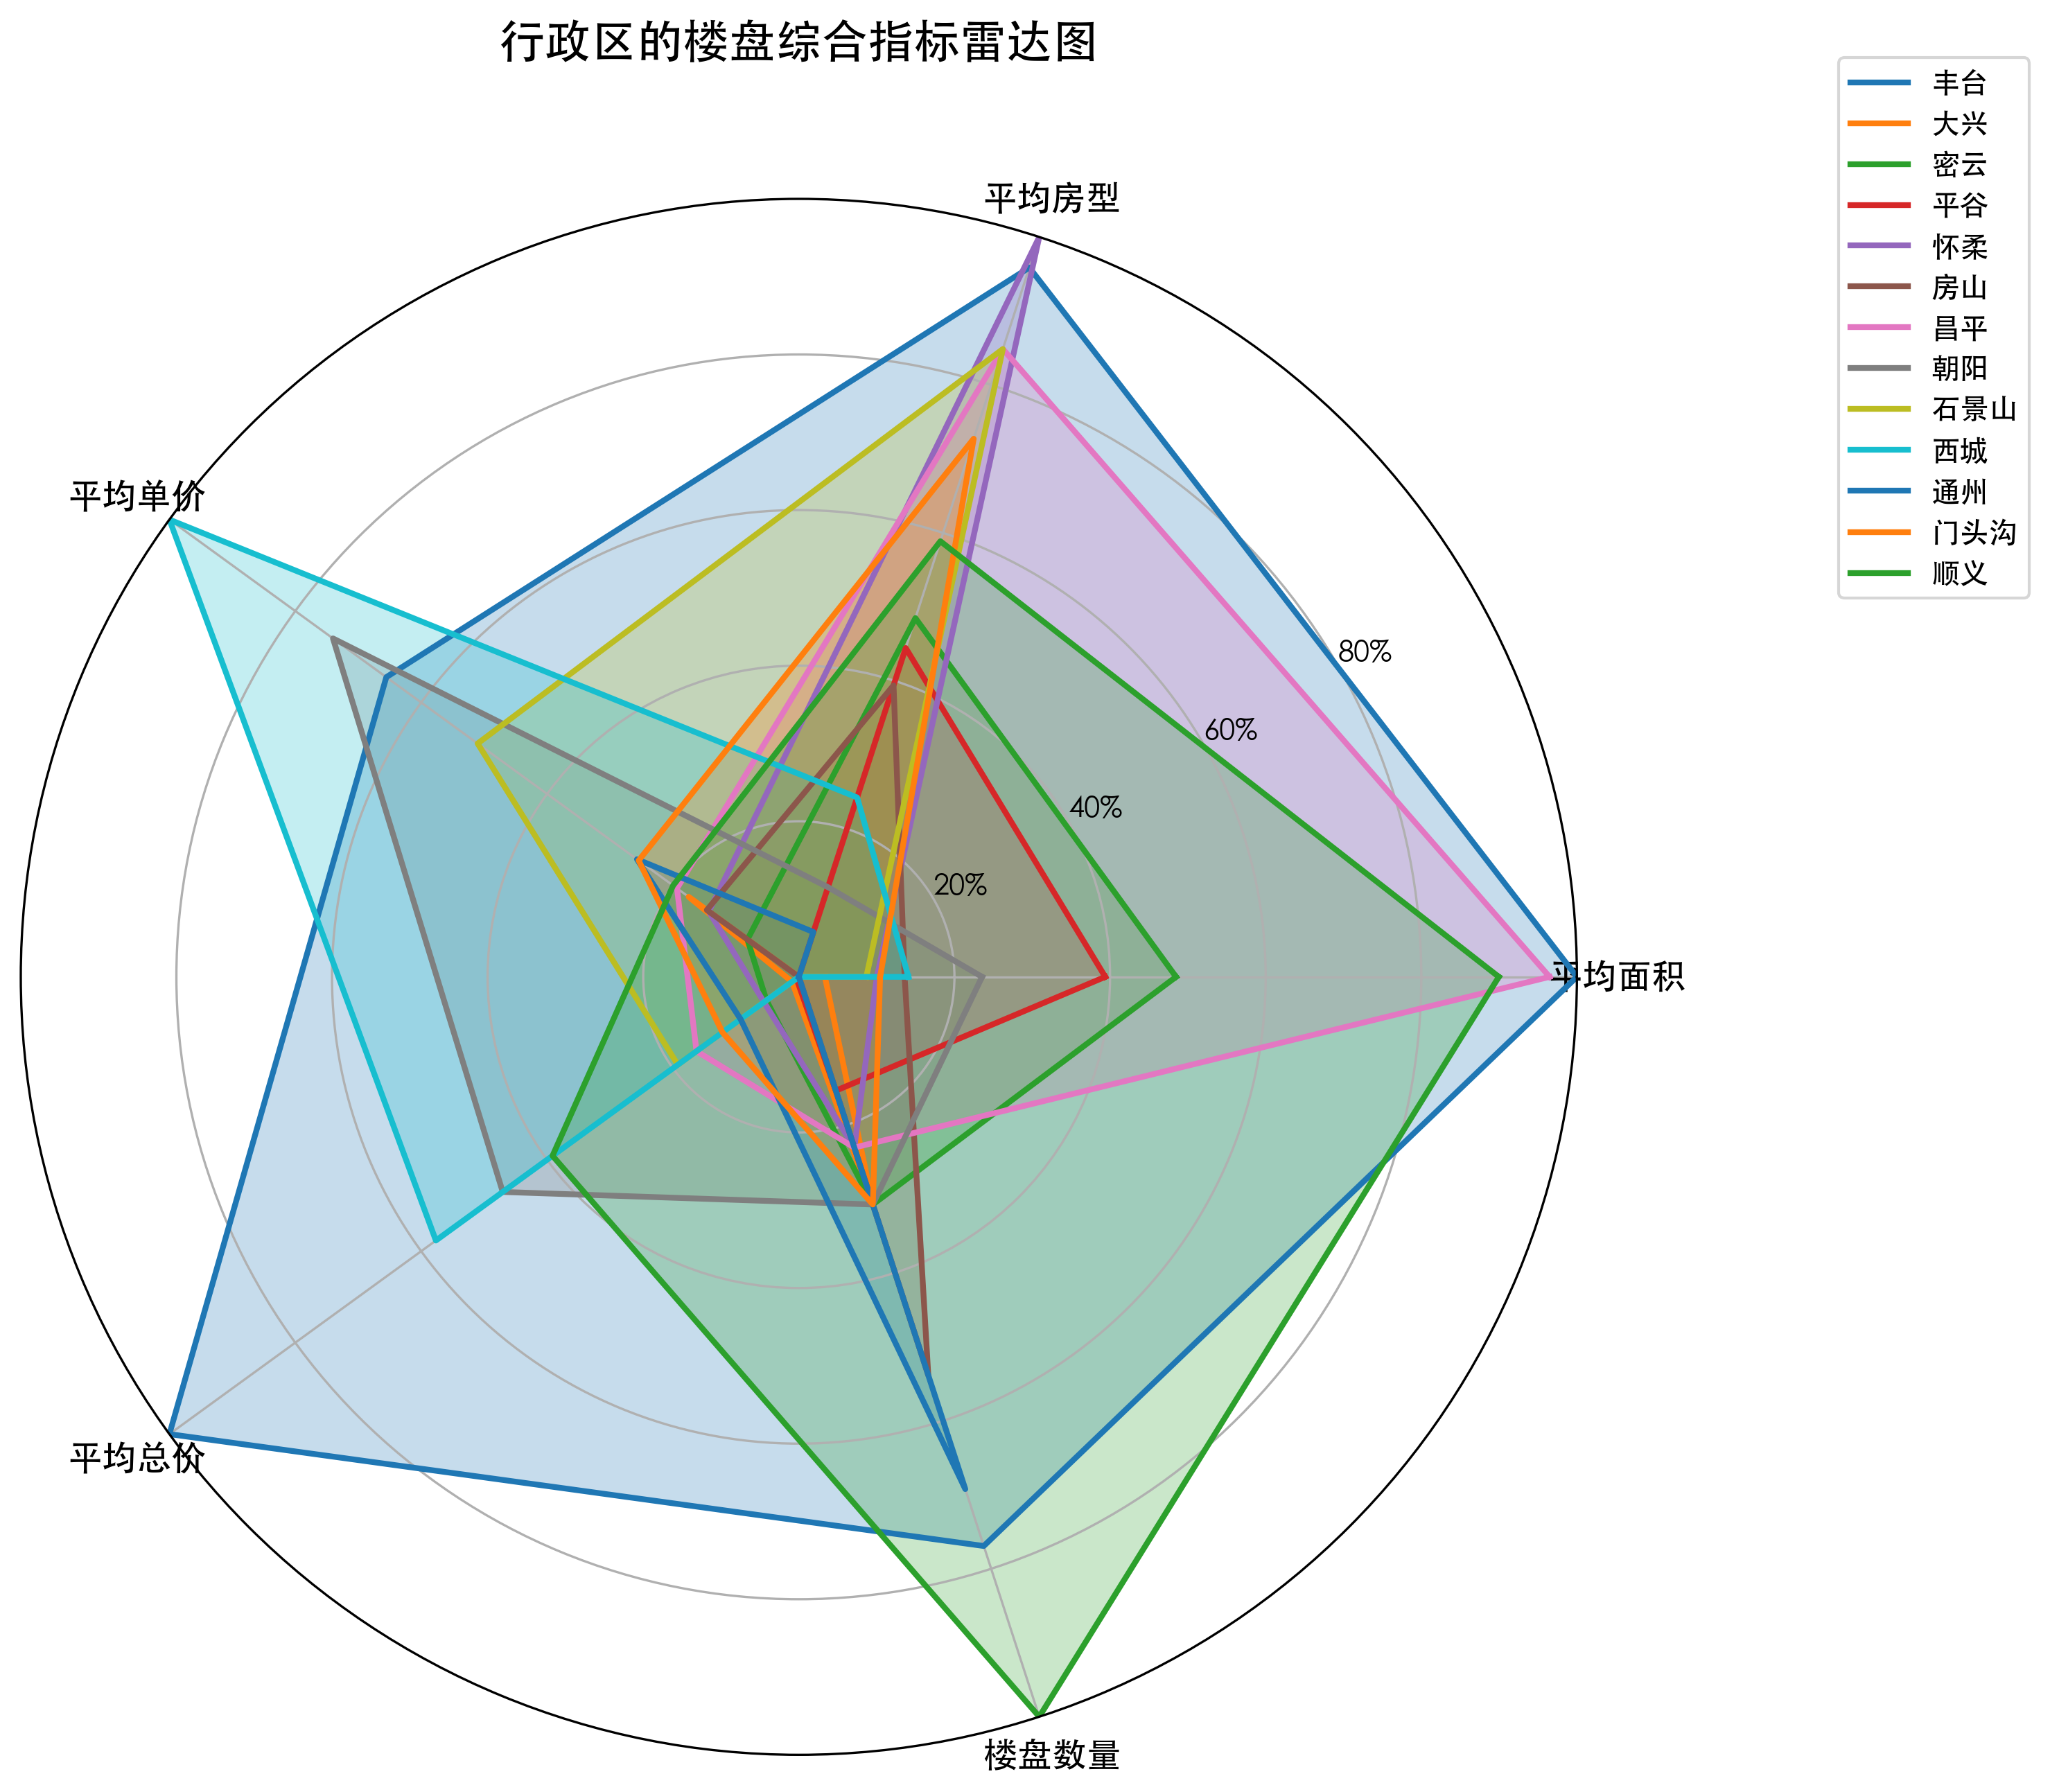 行政区的楼盘综合指标雷达图
丰台
大兴
密云
平谷
怀柔
房山
昌平
朝阳
石景山
西城
通州
门头沟
顺义
平均房型
平均单价
80%
60%
40%
20%
平均面积
平均总价
楼盘数量